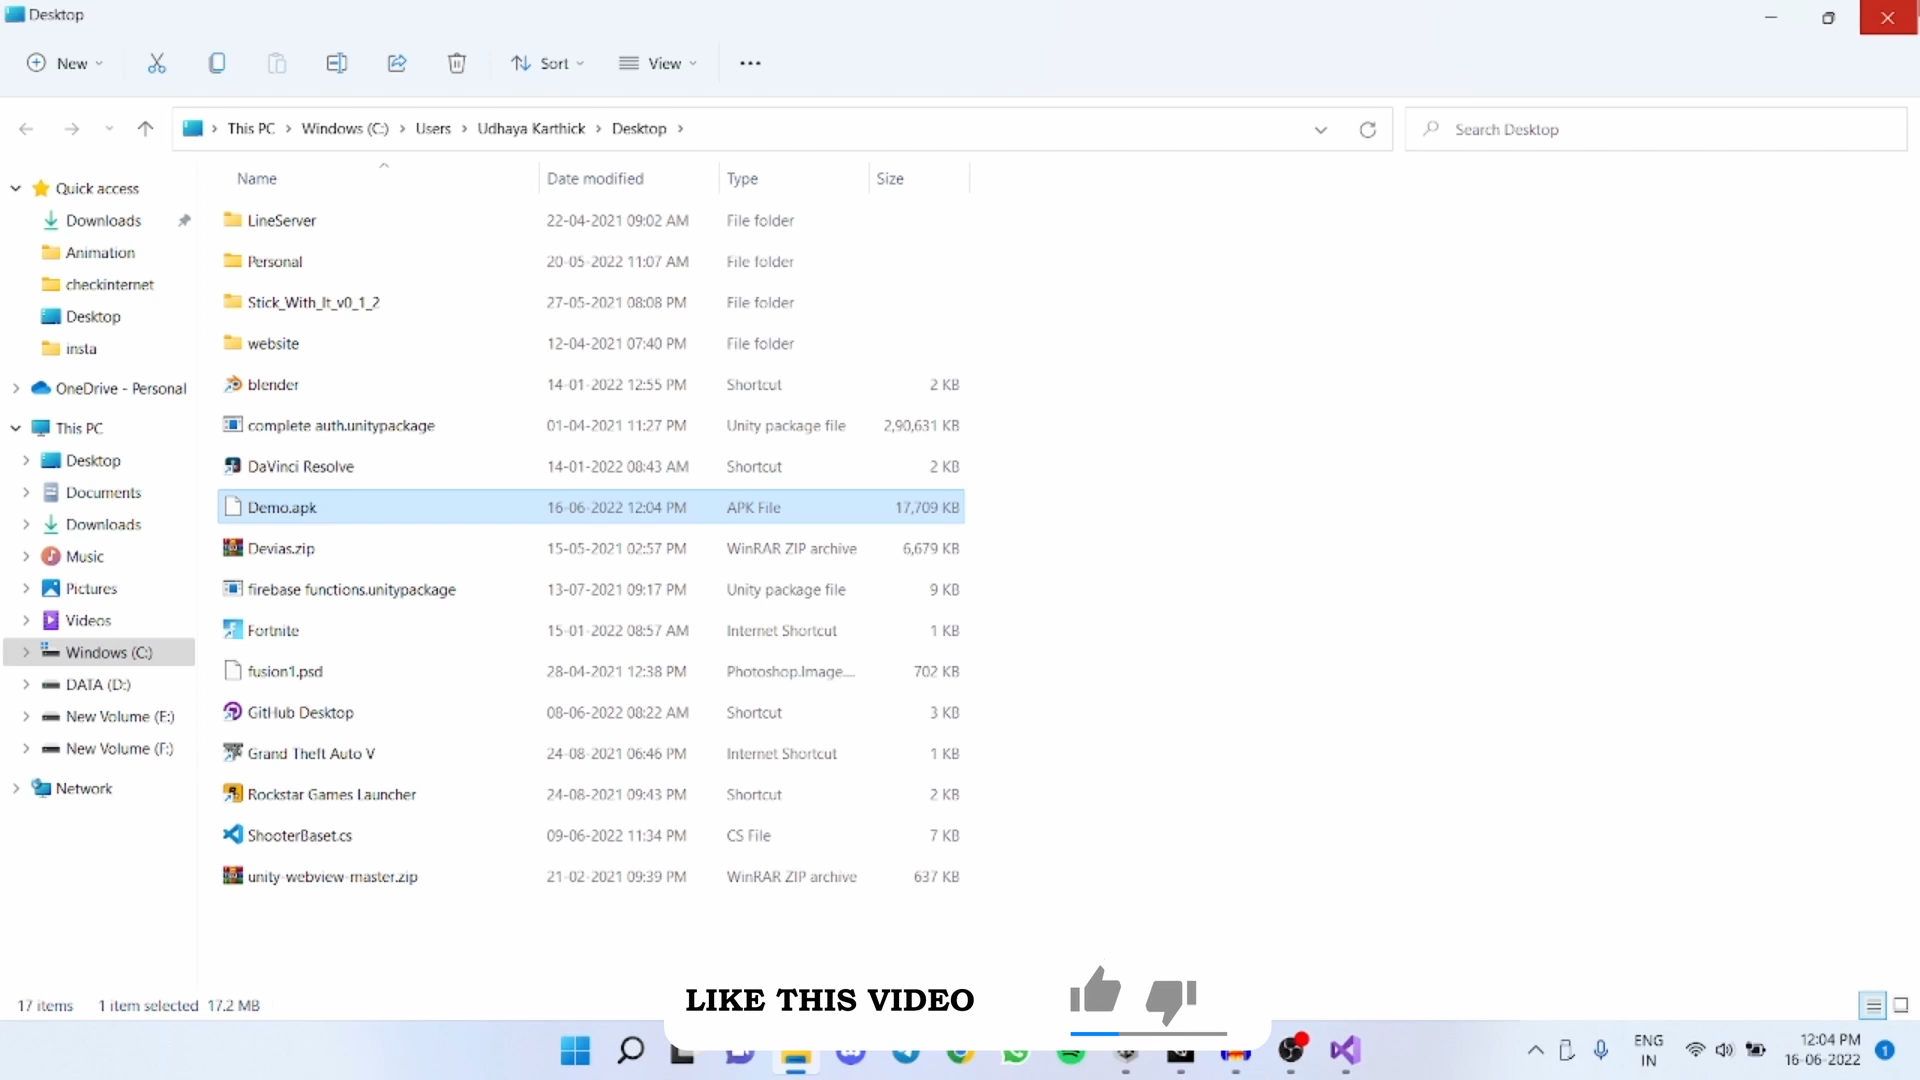 Desktop
New
Sort
View
This PC
Windows (C:)
Users
Udhaya Karthick
Desktop
Search Desktop
Name
Date modified
Type
Size
Quick access
Downloads
Animation
checkinternet
Desktop
insta
OneDrive - Personal
This PC
Desktop
Documents
Downloads
Music
Pictures
Videos
Windows (C:)
DATA (D:)
New Volume (E:)
New Volume (F:)
Network
LineServer 22-04-2021 09:02 AM File folder
Personal 20-05-2022 11:07 AM File folder
Stick_With_It_v0_1_2 27-05-2021 08:08 PM File folder
website 12-04-2021 07:40 PM File folder
blender 14-01-2022 12:55 PM Shortcut 2 KB
complete auth.unitypackage 01-04-2021 11:27 PM Unity package file 2,90,631 KB
DaVinci Resolve 14-01-2022 08:43 AM Shortcut 2 KB
Demo.apk 16-06-2022 12:04 PM APK File 17,709 KB
Devias.zip 15-05-2021 02:57 PM WinRAR ZIP archive 6,679 KB
firebase functions.unitypackage 13-07-2021 09:17 PM Unity package file 9 KB
Fortnite 15-01-2022 08:57 AM Internet Shortcut 1 KB
fusion1.psd 28-04-2021 12:38 PM Photoshop.Image.... 702 KB
GitHub Desktop 08-06-2022 08:22 AM Shortcut 3 KB
Grand Theft Auto V 24-08-2021 06:46 PM Internet Shortcut 1 KB
Rockstar Games Launcher 24-08-2021 09:43 PM Shortcut 2 KB
ShooterBaset.cs 09-06-2022 11:34 PM CS File 7 KB
unity-webview-master.zip 21-02-2021 09:39 PM WinRAR ZIP archive 637 KB
17 items 1 item selected 17.2 MB
LIKE THIS VIDEO
ENG
IN
12:04 PM
16-06-2022
1